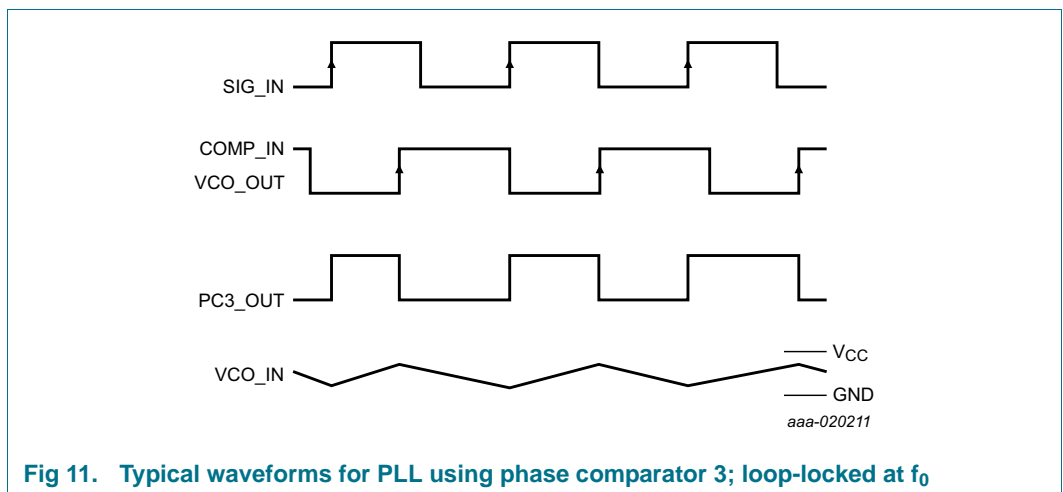 SIG_IN
COMP_IN
VCO_OUT
PC3_OUT
VCO_IN
VCC
GND
aaa-020211
Fig 11. Typical waveforms for PLL using phase comparator 3; loop-locked at f0